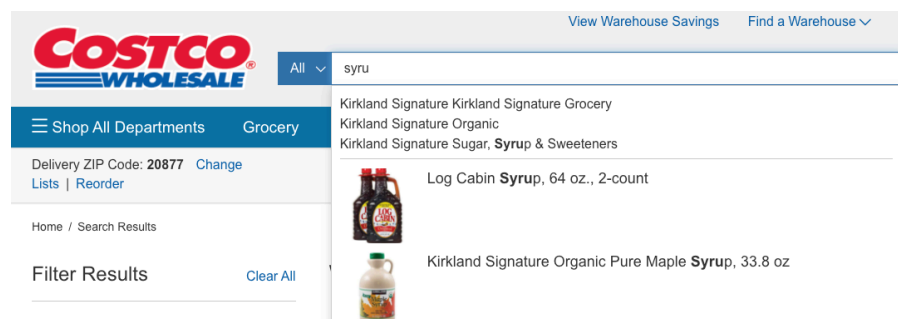 View Warehouse Savings Find a Warehouse
COSTCO
WHOLESALE
All syru
Kirkland Signature Kirkland Signature Grocery
Kirkland Signature Organic
Kirkland Signature Sugar, Syrup & Sweeteners
Shop All Departments Grocery
Delivery ZIP Code: 20877 Change
Lists | Reorder
Log Cabin Syrup, 64 oz., 2-count
LOG CABIN
Home / Search Results
Filter Results Clear All
Kirkland Signature Organic Pure Maple Syrup, 33.8 oz